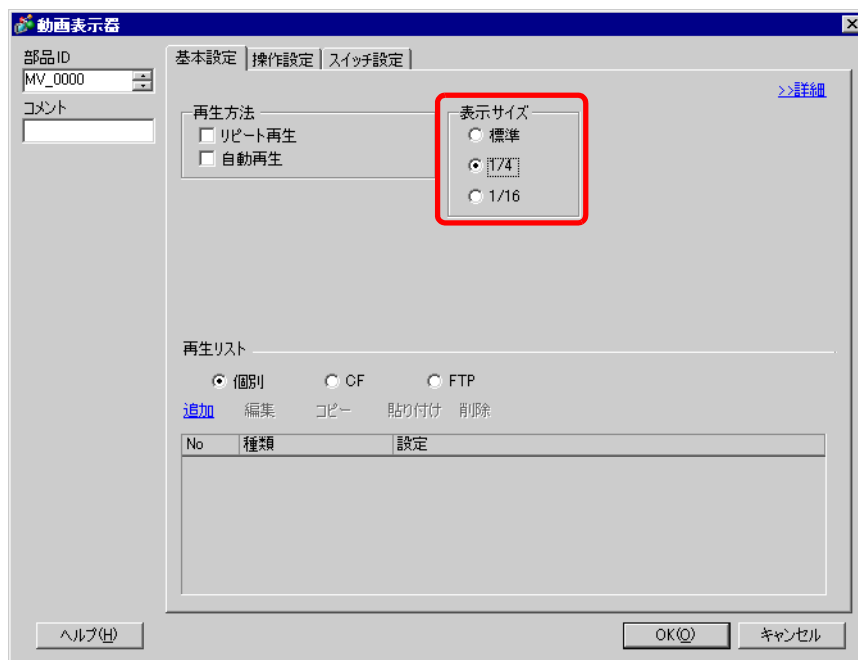 動画表示器
部品ID
MV_0000
コメント
基本設定 操作設定 スイッチ設定
>>詳細
再生方法
リピート再生
自動再生
表示サイズ
標準
1/4
1/16
再生リスト
個別 CF FTP
追加 編集 コピー 貼り付け 削除
No 種類 設定
ヘルプ(H) OK(O) キャンセル